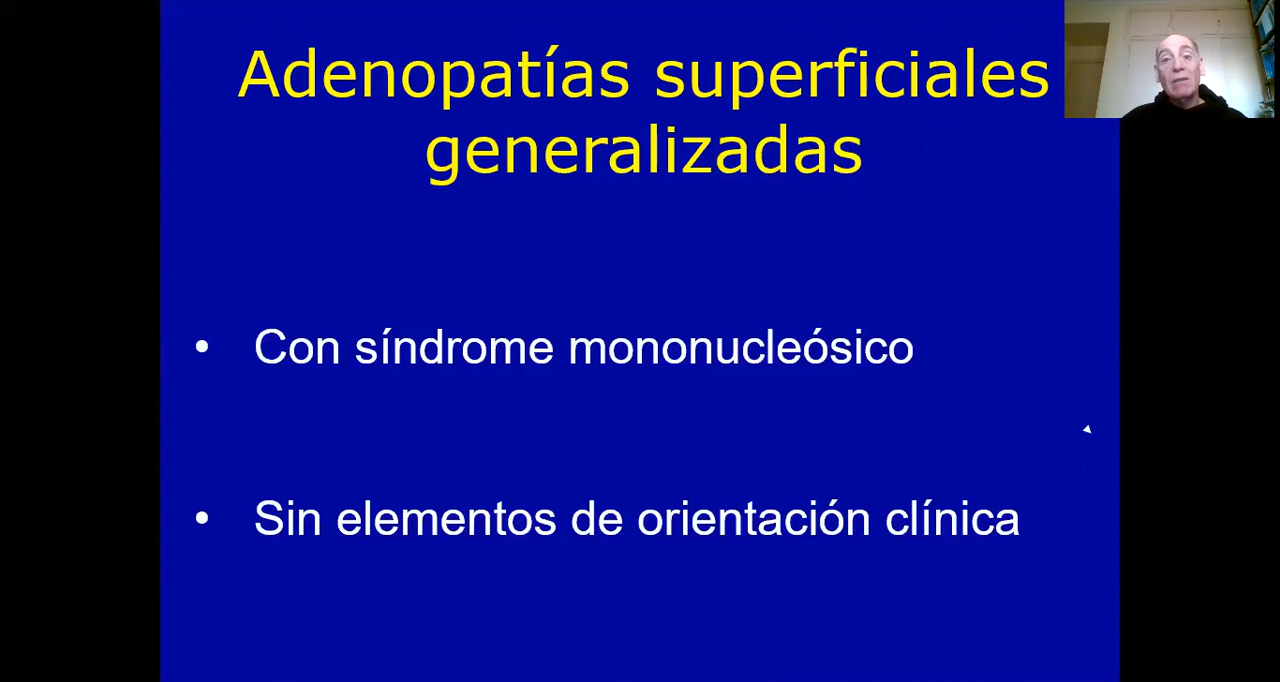 Adenopatías superficiales
generalizadas
• Con síndrome mononucleósico
• Sin elementos de orientación clínica